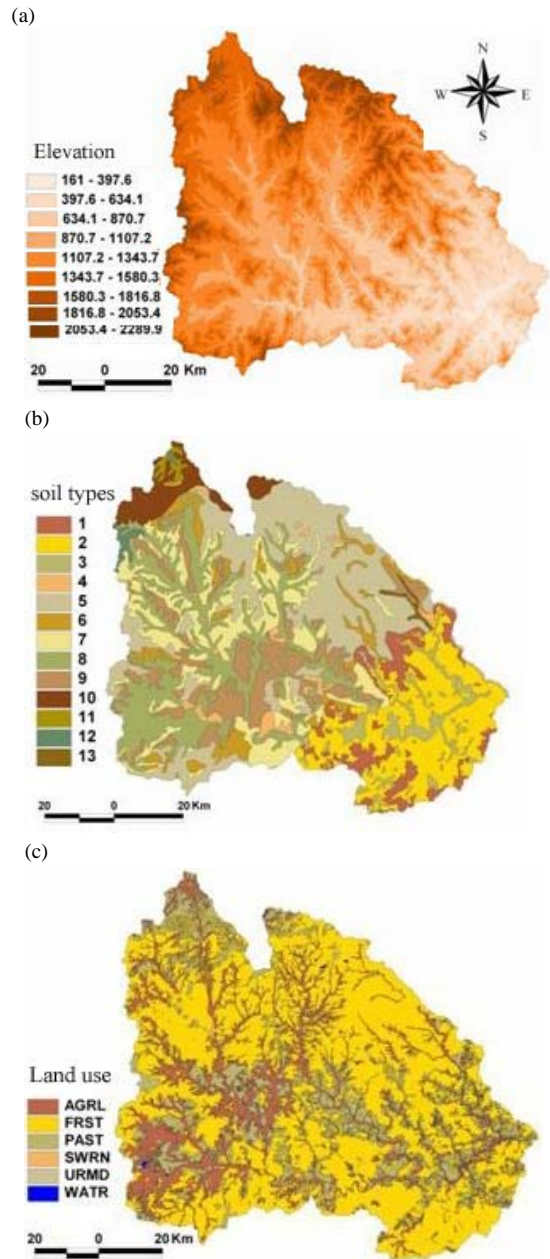 (a)
N
W E
S
Elevation
161 - 397.6
397.6 - 634.1
634.1 - 870.7
870.7 - 1107.2
1107.2 - 1343.7
1343.7 - 1580.3
1580.3 - 1816.8
1816.8 - 2053.4
2053.4 - 2289.9
20 0 20 Km
(b)
soil types
1
2
3
4
5
6
7
8
9
10
11
12
13
20 0 20 Km
(c)
Land use
AGRL
FRST
PAST
SWRN
URMD
WATR
20 0 20 Km